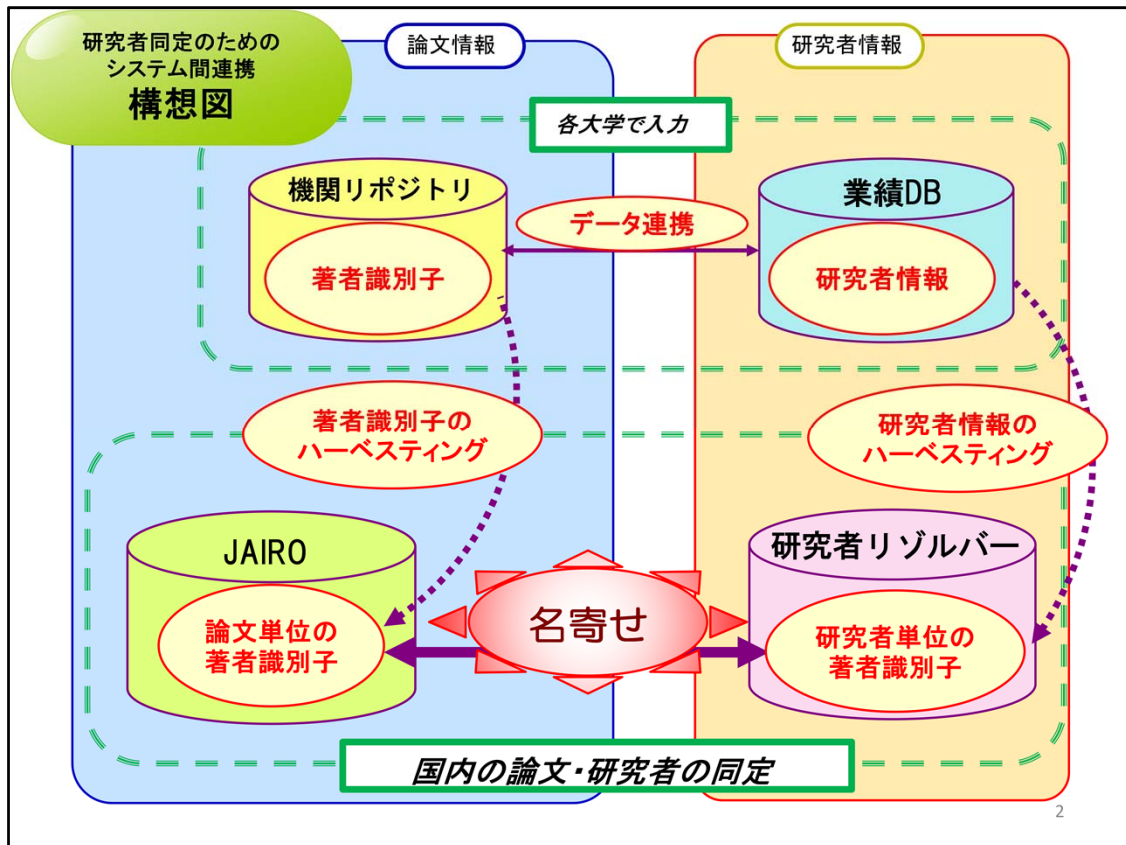 研究者同定のための
システム間連携
構想図
論文情報
研究者情報
各大学で入力
機関リポジトリ
著者識別子
データ連携
業績DB
研究者情報
著者識別子の
ハーベスティング
研究者情報の
ハーベスティング
JAIRO
論文単位の
著者識別子
名寄せ
研究者リゾルバー
研究者単位の
著者識別子
国内の論文・研究者の同定
2